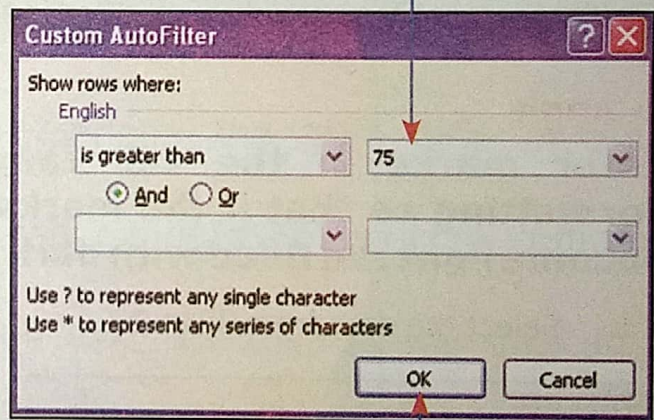 Custom AutoFilter
Show rows where:
English
is greater than 75
And Or
Use ? to represent any single character
Use * to represent any series of characters
OK Cancel